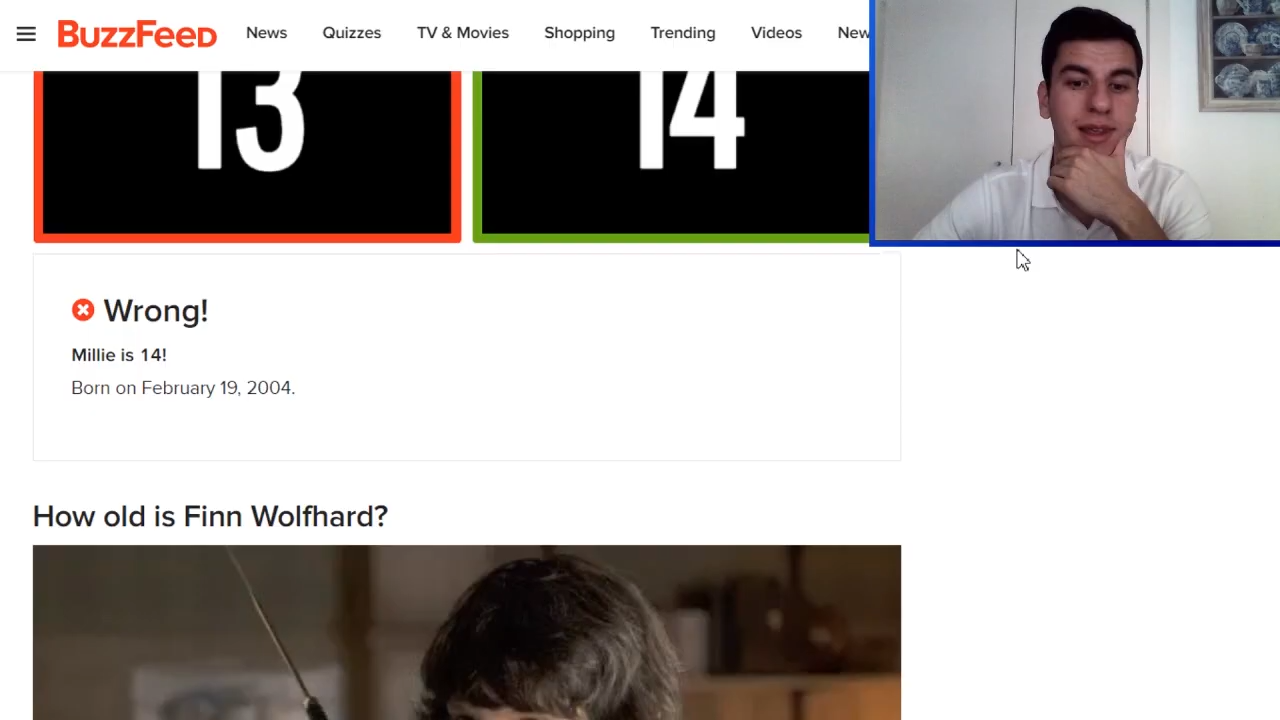 BuzzFeed News Quizzes TV & Movies Shopping Trending Videos New
13 14
Wrong!
Millie is 14!
Born on February 19, 2004.
How old is Finn Wolfhard?